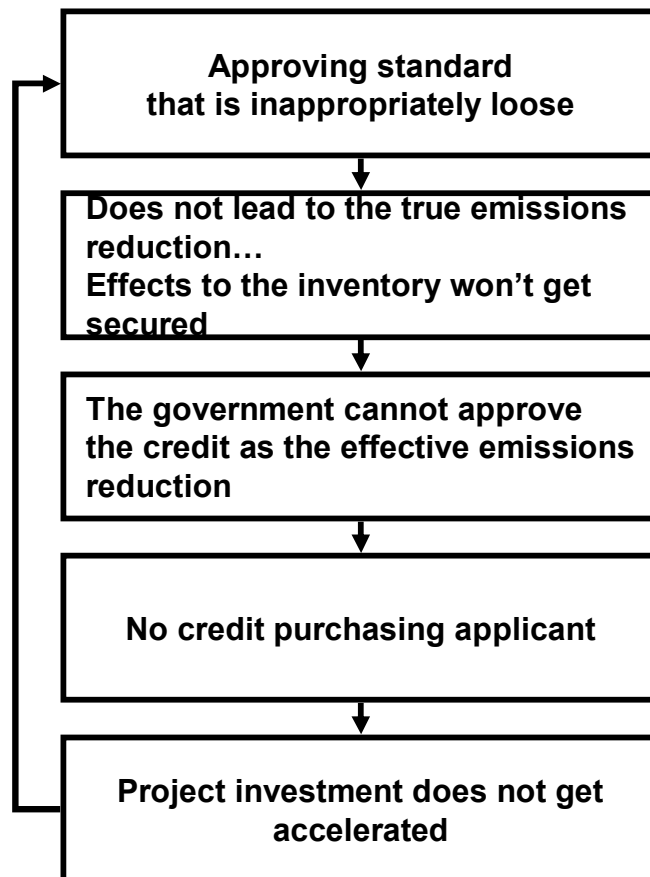 Approving standard
that is inappropriately loose
Does not lead to the true emissions
reduction…
Effects to the inventory won’t get
secured
The government cannot approve
the credit as the effective emissions
reduction
No credit purchasing applicant
Project investment does not get
accelerated